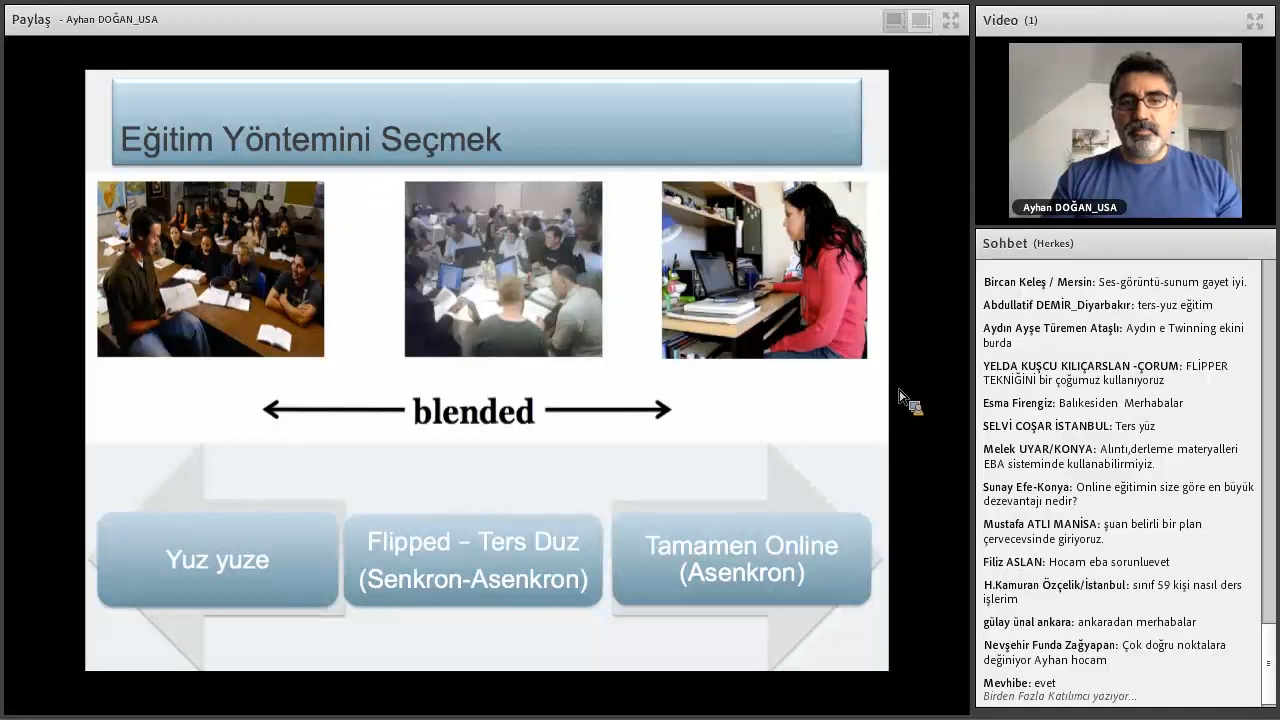 Paylaş - Ayhan DOĞAN_USA
Eğitim Yöntemini Seçmek
blended
Yuz yuze
Flipped – Ters Duz
(Senkron-Asenkron)
Tamamen Online
(Asenkron)
Video (1)
Ayhan DOĞAN_USA
Sohbet (Herkes)
Bircan Keleş / Mersin: Ses-görüntü-sunum gayet iyi.
Abdullatif DEMİR_Diyarbakır: ters-yuz eğitim
Aydın Ayşe Türemen Ataşlı: Aydın e Twinning ekini
burda
YELDA KUŞCU KILIÇARSLAN -ÇORUM: FLİPPER
TEKNİĞİNİ bir çoğumuz kullanıyoruz
Esma Firengiz: Balıkesiden Merhabalar
SELVİ COŞAR İSTANBUL: Ters yüz
Melek UYAR/KONYA: Alıntı,derleme materyalleri
EBA sisteminde kullanabilirmiyiz.
Sunay Efe-Konya: Online eğitimin size göre en büyük
dezevantajı nedir?
Mustafa ATLI MANİSA: şuan belirli bir plan
çervecevsinde giriyoruz.
Filiz ASLAN: Hocam eba sorunluevet
H.Kamuran Özçelik/İstanbul: sınıf 59 kişi nasıl ders
işlerim
gülay ünal ankara: ankaradan merhabalar
Nevşehir Funda Zağyapan: Çok doğru noktalara
değiniyor Ayhan hocam
Mevhibe: evet
Birden Fazla Katılımcı yazıyor...